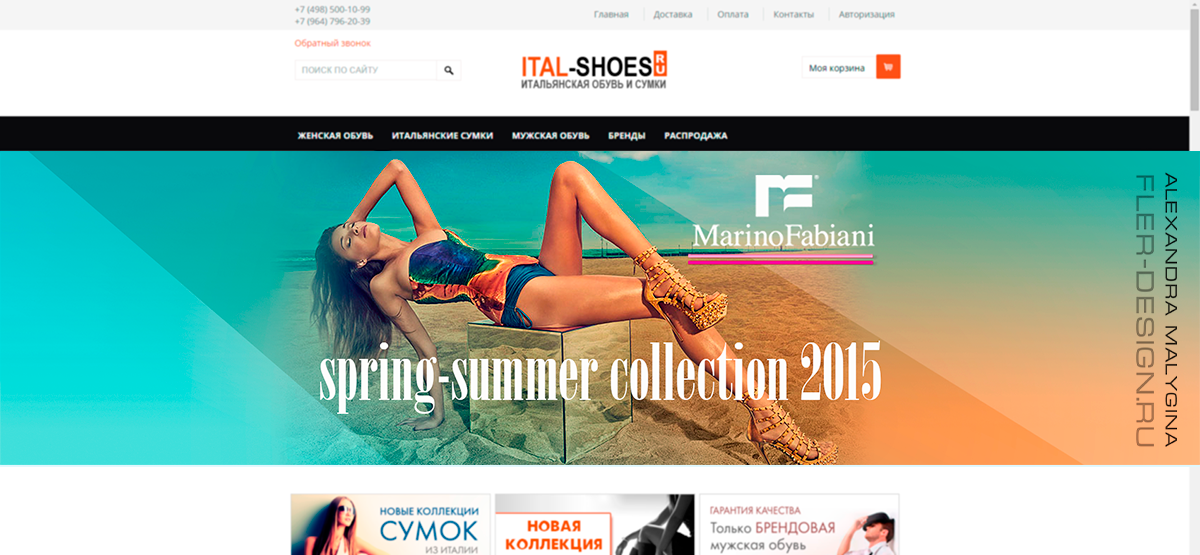 +7 (498) 500-10-99
+7 (964) 796-20-39
Главная
Доставка
Оплата
Контакты
Авторизация
Обратный звонок
ПОИСК ПО САЙТУ
ITAL-SHOES RU
ИТАЛЬЯНСКАЯ ОБУВЬ И СУМКИ
Моя корзина
ЖЕНСКАЯ ОБУВЬ
ИТАЛЬЯНСКИЕ СУМКИ
МУЖСКАЯ ОБУВЬ
БРЕНДЫ
РАСПРОДАЖА
MarinoFabiani
spring-summer collection 2015
ALEXANDRA MALYGINA
FLER-DESIGN.RU
НОВЫЕ КОЛЛЕКЦИИ
СУМОК
ИЗ ИТАЛИИ
НОВАЯ
КОЛЛЕКЦИЯ
ГАРАНТИЯ КАЧЕСТВА
Только БРЕНДОВАЯ
мужская обувь